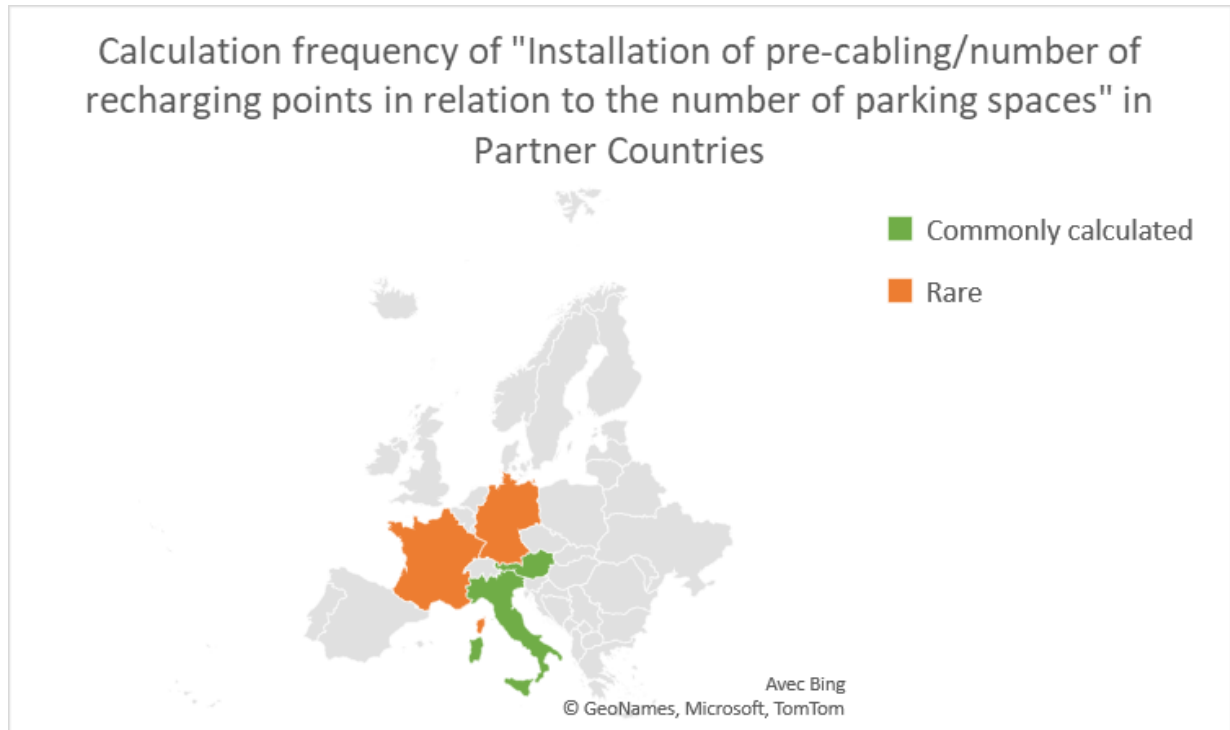 Calculation frequency of "Installation of pre-cabling/number of
recharging points in relation to the number of parking spaces" in
Partner Countries
Commonly calculated
Rare
Avec Bing
© GeoNames, Microsoft, TomTom